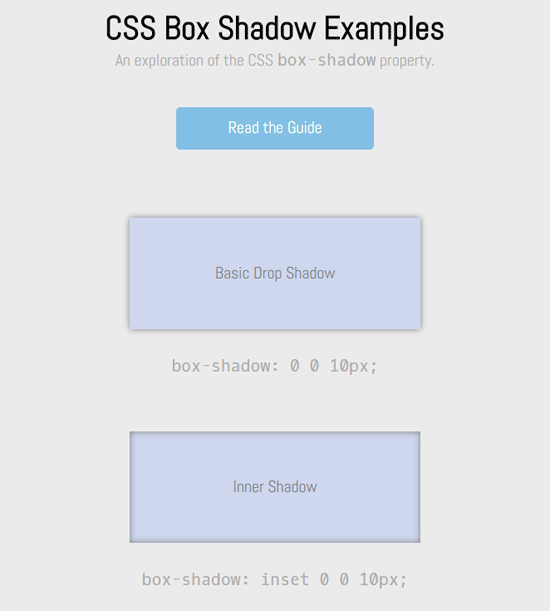 CSS Box Shadow Examples
An exploration of the CSS box-shadow property.
Read the Guide
Basic Drop Shadow
box-shadow: 0 0 10px;
Inner Shadow
box-shadow: inset 0 0 10px;